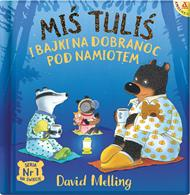 MIŚ TULIŚ
I BAJKI NA DOBRANOC
POD NAMIOTEM
SERIA
Nr 1
NA ŚWIECIE
David Melling